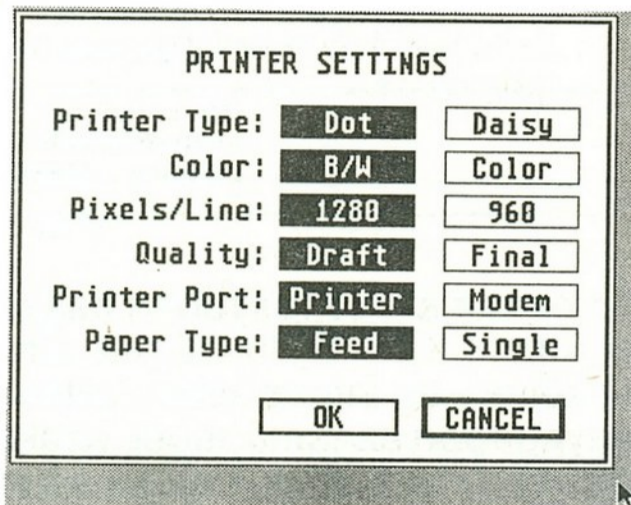 PRINTER SETTINGS
Printer Type: Dot Daisy
Color: B/W Color
Pixels/Line: 1280 960
Quality: Draft Final
Printer Port: Printer Modem
Paper Type: Feed Single
OK CANCEL